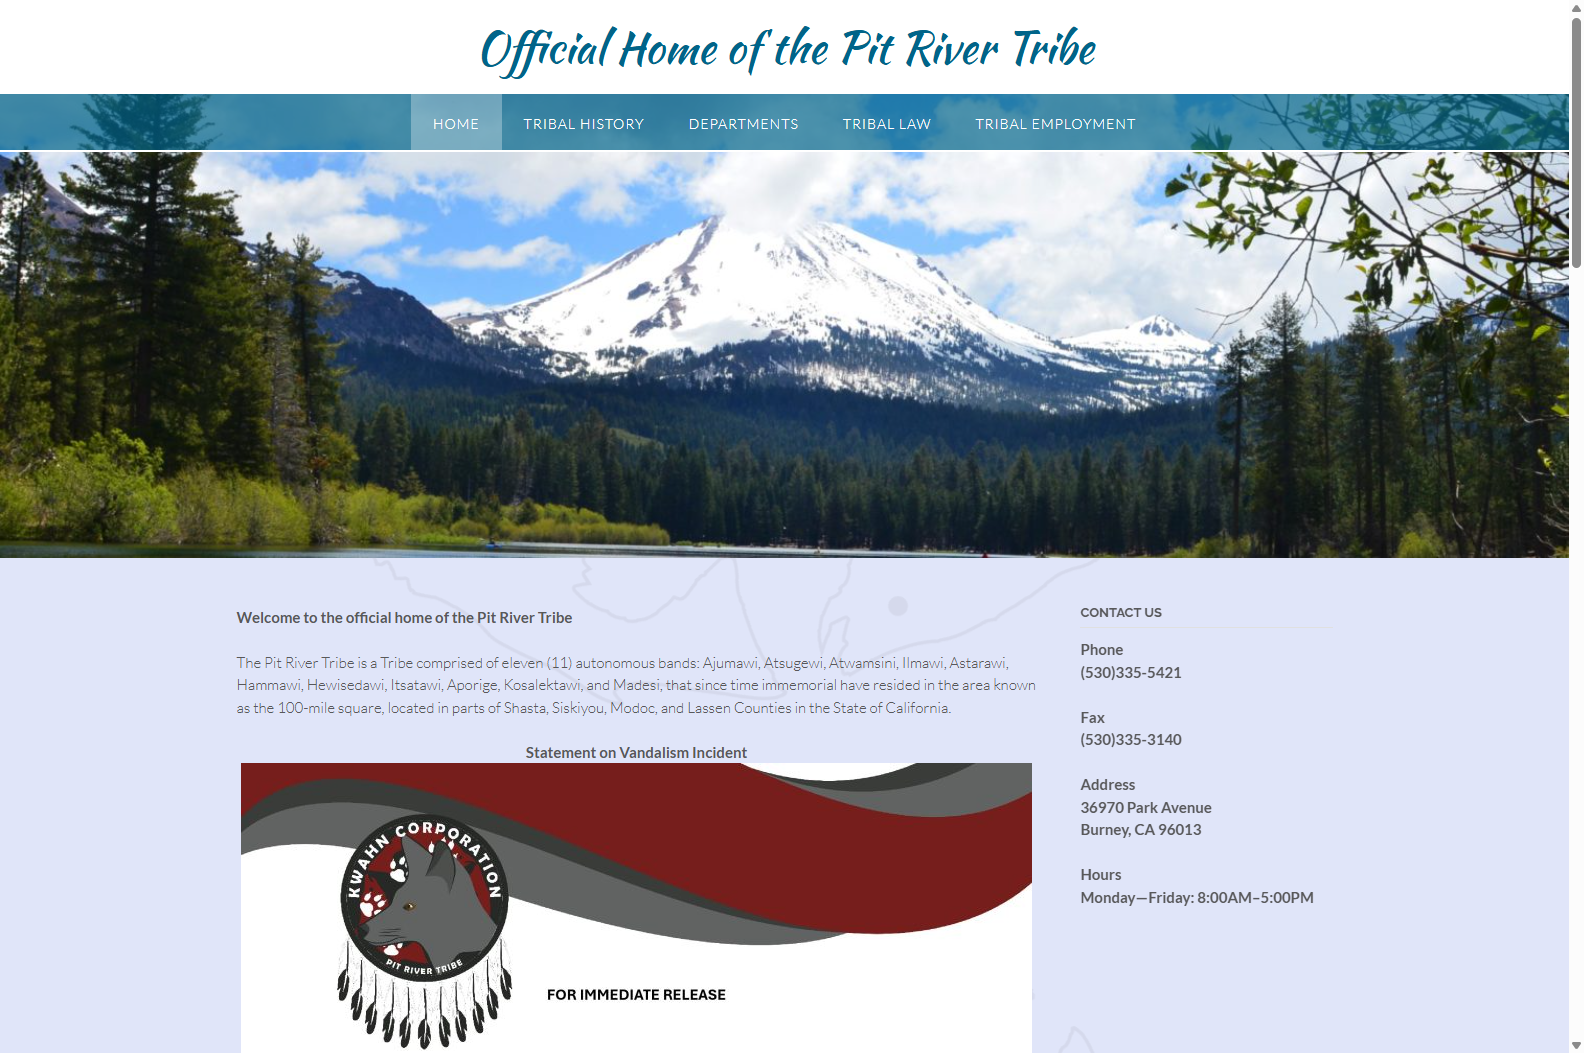 Official Home of the Pit River Tribe
HOME TRIBAL HISTORY DEPARTMENTS TRIBAL LAW TRIBAL EMPLOYMENT
Welcome to the official home of the Pit River Tribe
The Pit River Tribe is a Tribe comprised of eleven (11) autonomous bands: Ajumawi, Atsugewi, Atwamsini, Ilmawi, Astarawi,
Hammawi, Hewisedawi, Itsatawi, Aporige, Kosalektawi, and Madesi, that since time immemorial have resided in the area known
as the 100-mile square, located in parts of Shasta, Siskiyou, Modoc, and Lassen Counties in the State of California.
Statement on Vandalism Incident
KWAHN CORPORATION
PIT RIVER TRIBE
FOR IMMEDIATE RELEASE
CONTACT US
Phone
(530)335-5421
Fax
(530)335-3140
Address
36970 Park Avenue
Burney, CA 96013
Hours
Monday—Friday: 8:00AM–5:00PM